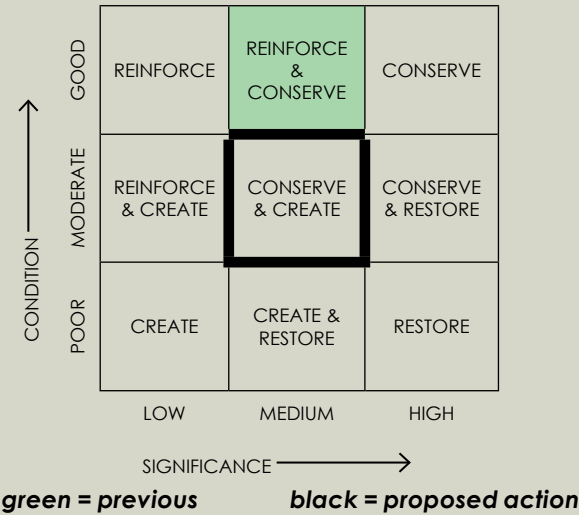 GOOD
REINFORCE
REINFORCE
&
CONSERVE
CONSERVE
MODERATE
REINFORCE
& CREATE
CONSERVE
& CREATE
CONSERVE
& RESTORE
CONDITION
POOR
CREATE
CREATE &
RESTORE
RESTORE
LOW
MEDIUM
HIGH
SIGNIFICANCE
green = previous
black = proposed action